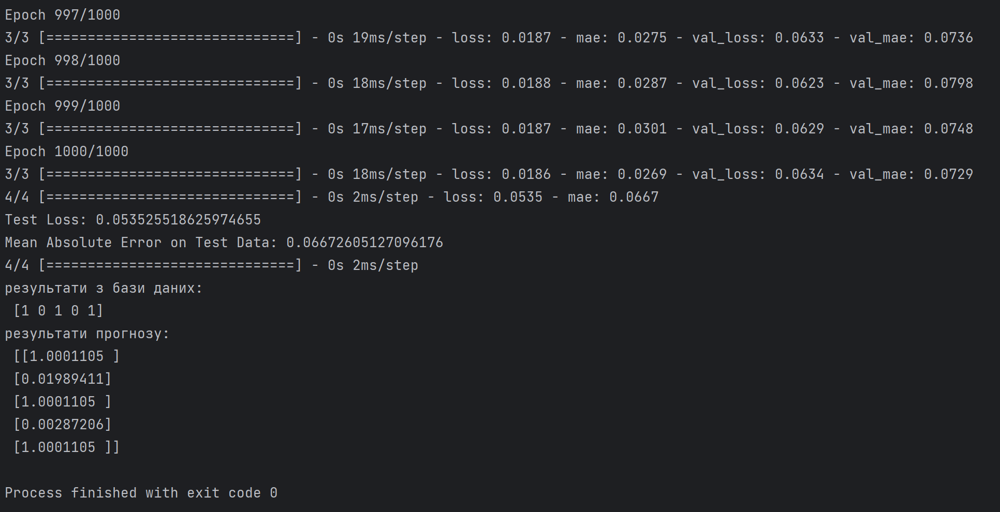 Epoch 997/1000
3/3 [==============================] - 0s 19ms/step - loss: 0.0187 - mae: 0.0275 - val_loss: 0.0633 - val_mae: 0.0736
Epoch 998/1000
3/3 [==============================] - 0s 18ms/step - loss: 0.0188 - mae: 0.0287 - val_loss: 0.0623 - val_mae: 0.0798
Epoch 999/1000
3/3 [==============================] - 0s 17ms/step - loss: 0.0187 - mae: 0.0301 - val_loss: 0.0629 - val_mae: 0.0748
Epoch 1000/1000
3/3 [==============================] - 0s 18ms/step - loss: 0.0186 - mae: 0.0269 - val_loss: 0.0634 - val_mae: 0.0729
4/4 [==============================] - 0s 2ms/step - loss: 0.0535 - mae: 0.0667
Test Loss: 0.053525518625974655
Mean Absolute Error on Test Data: 0.06672605127096176
4/4 [==============================] - 0s 2ms/step
результати з бази даних:
 [1 0 1 0 1]
результати прогнозу:
 [[1.0001105 ]
 [0.01989411]
 [1.0001105 ]
 [0.00287206]
 [1.0001105 ]]
Process finished with exit code 0